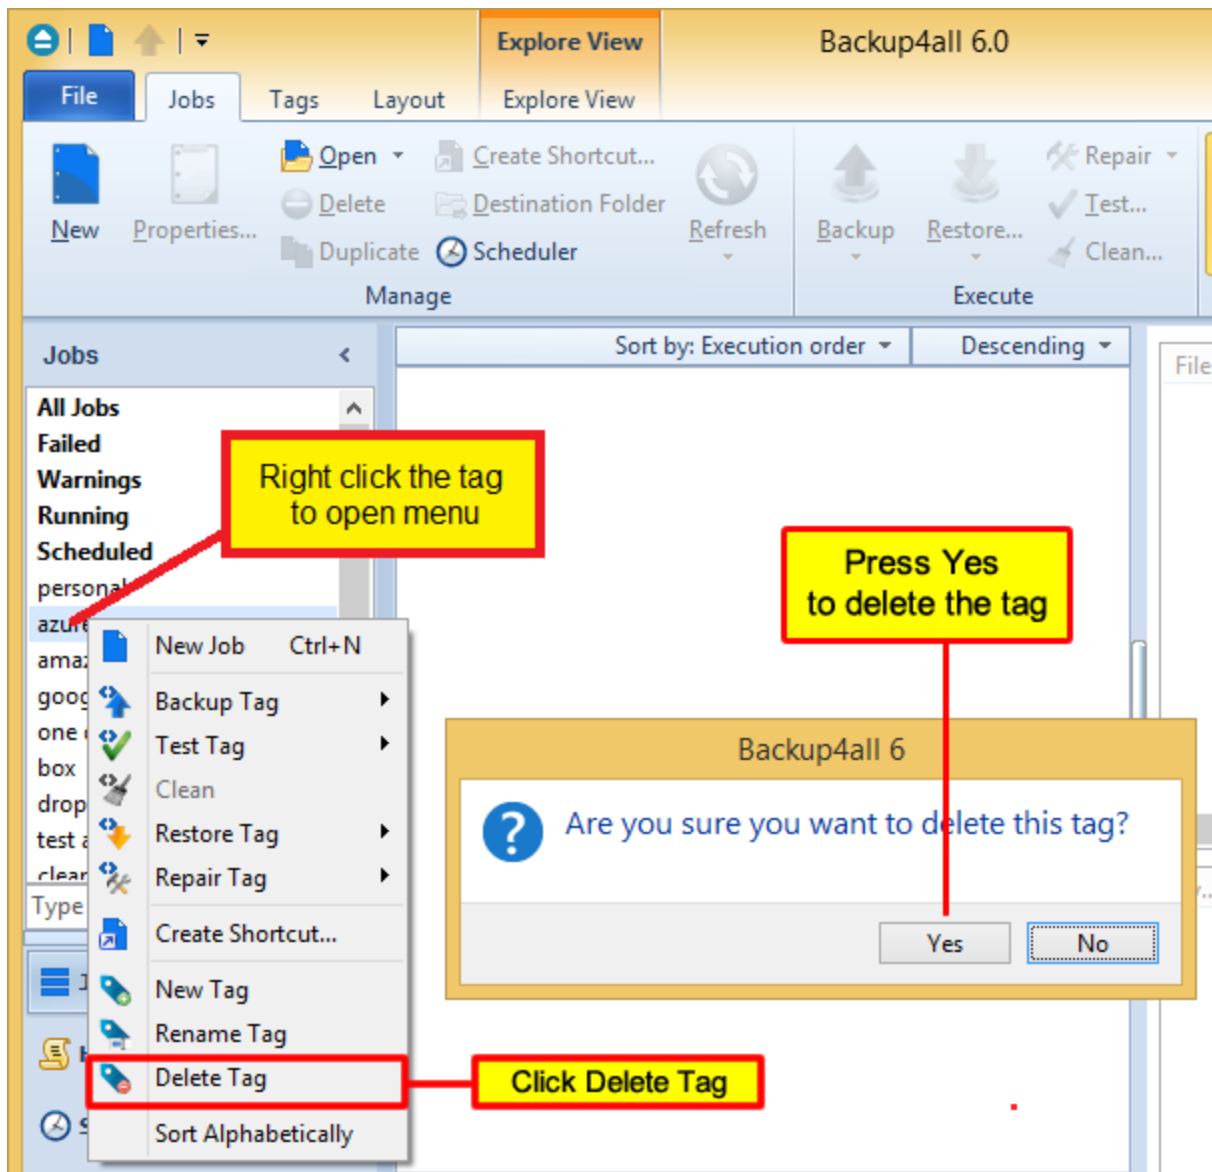 Explore View
Backup4all 6.0
File
Jobs
Tags
Layout
Explore View
New
Properties...
Open
Delete
Duplicate
Create Shortcut...
Destination Folder
Scheduler
Refresh
Manage
Backup
Restore...
Repair
Test...
Clean...
Execute
Jobs
Sort by: Execution order
Descending
File
All Jobs
Failed
Warnings
Running
Scheduled
personal
Right click the tag
to open menu
Press Yes
to delete the tag
box
Type
New Job Ctrl+N
Backup Tag
Test Tag
Clean
Restore Tag
Repair Tag
Create Shortcut...
New Tag
Rename Tag
Delete Tag
Sort Alphabetically
Backup4all 6
Are you sure you want to delete this tag?
Yes
No
Click Delete Tag